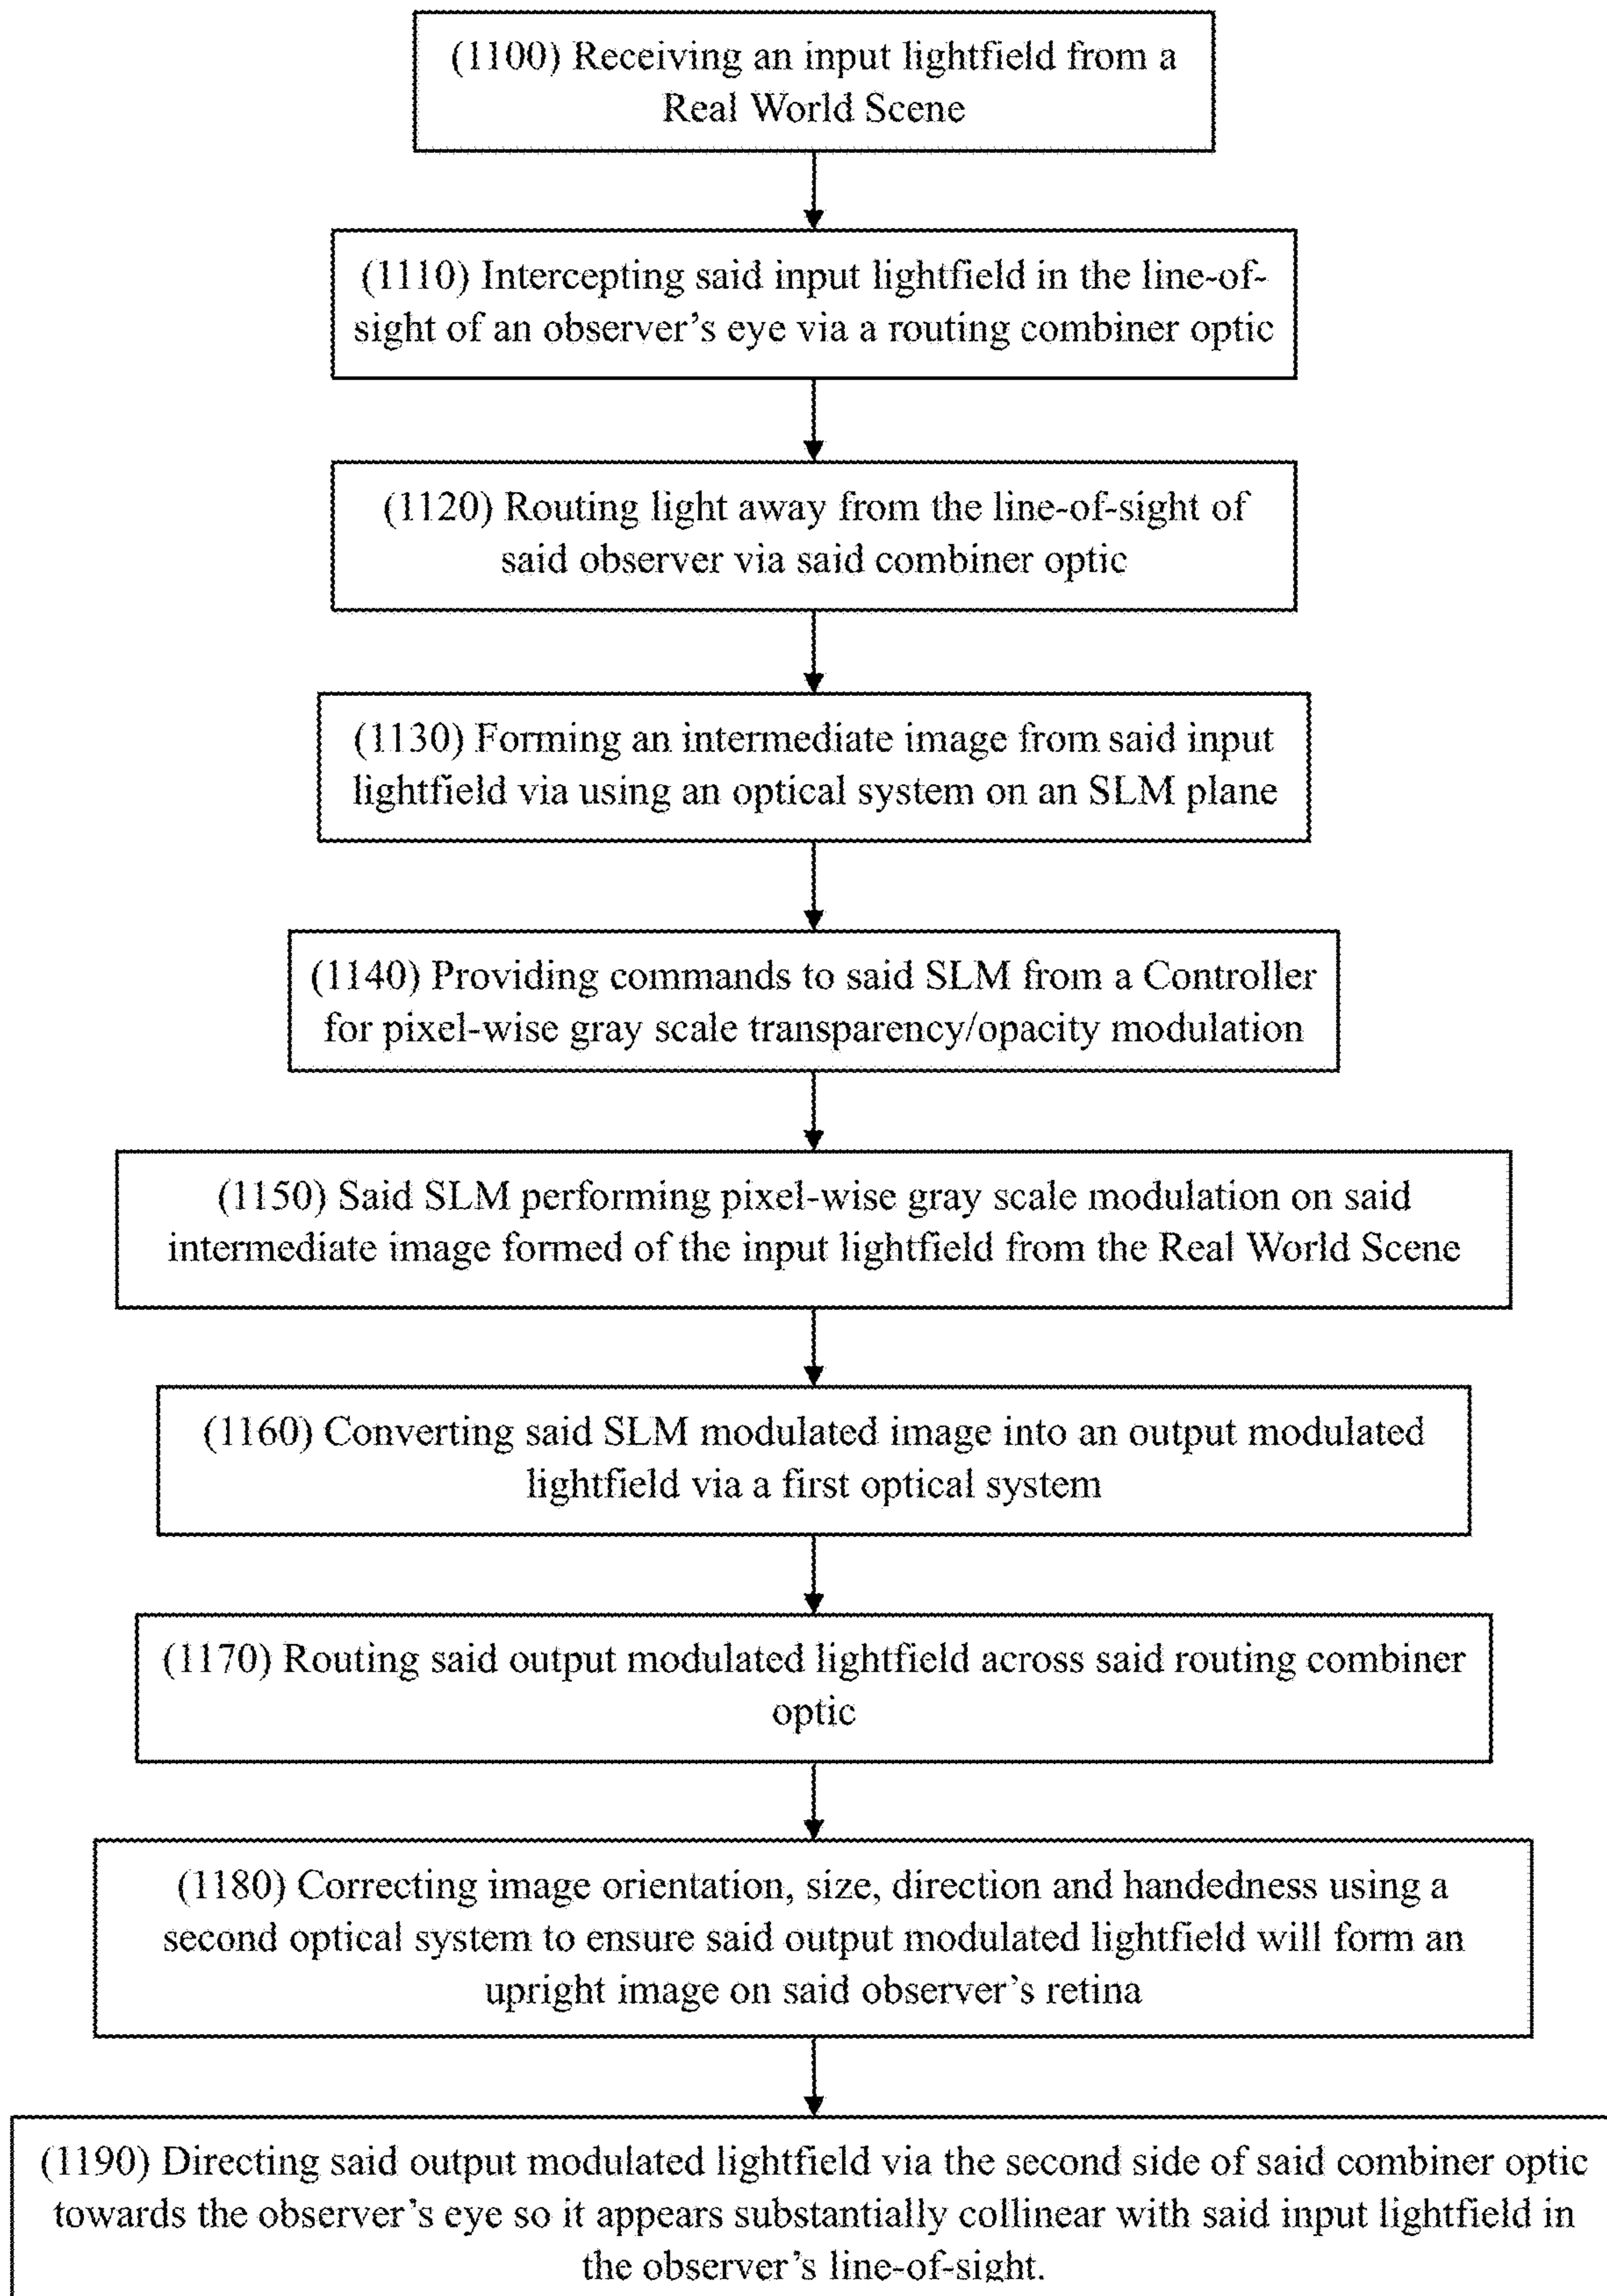 (1100) Receiving an input lightfield from a
Real World Scene
(1110) Intercepting said input lightfield in the line-of-
sight of an observer's eye via a routing combiner optic
(1120) Routing light away from the line-of-sight of
said observer via said combiner optic
(1130) Forming an intermediate image from said input
lightfield via using an optical system on an SLM plane
(1140) Providing commands to said SLM from a Controller
for pixel-wise gray scale transparency/opacity modulation
(1150) Said SLM performing pixel-wise gray scale modulation on said
intermediate image formed of the input lightfield from the Real World Scene
(1160) Converting said SLM modulated image into an output modulated
lightfield via a first optical system
(1170) Routing said output modulated lightfield across said routing combiner
optic
(1180) Correcting image orientation, size, direction and handedness using a
second optical system to ensure said output modulated lightfield will form an
upright image on said observer's retina
(1190) Directing said output modulated lightfield via the second side of said combiner optic
towards the observer's eye so it appears substantially collinear with said input lightfield in
the observer's line-of-sight.